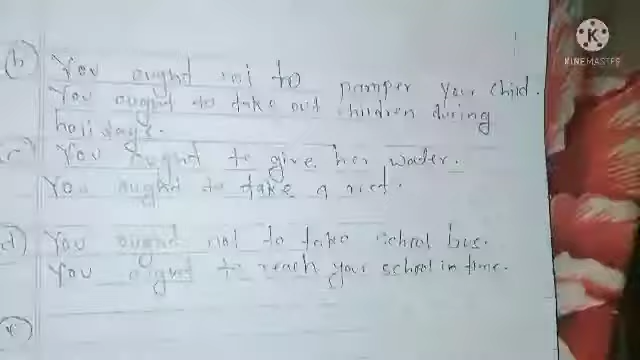 KINEMASTER
(b) You ought not to pamper your child.
You ought to take out children during
holidays.
You ought to give her water.
You ought to take a rest.
d) You ought not to take school bus.
You ought to reach your school in time.